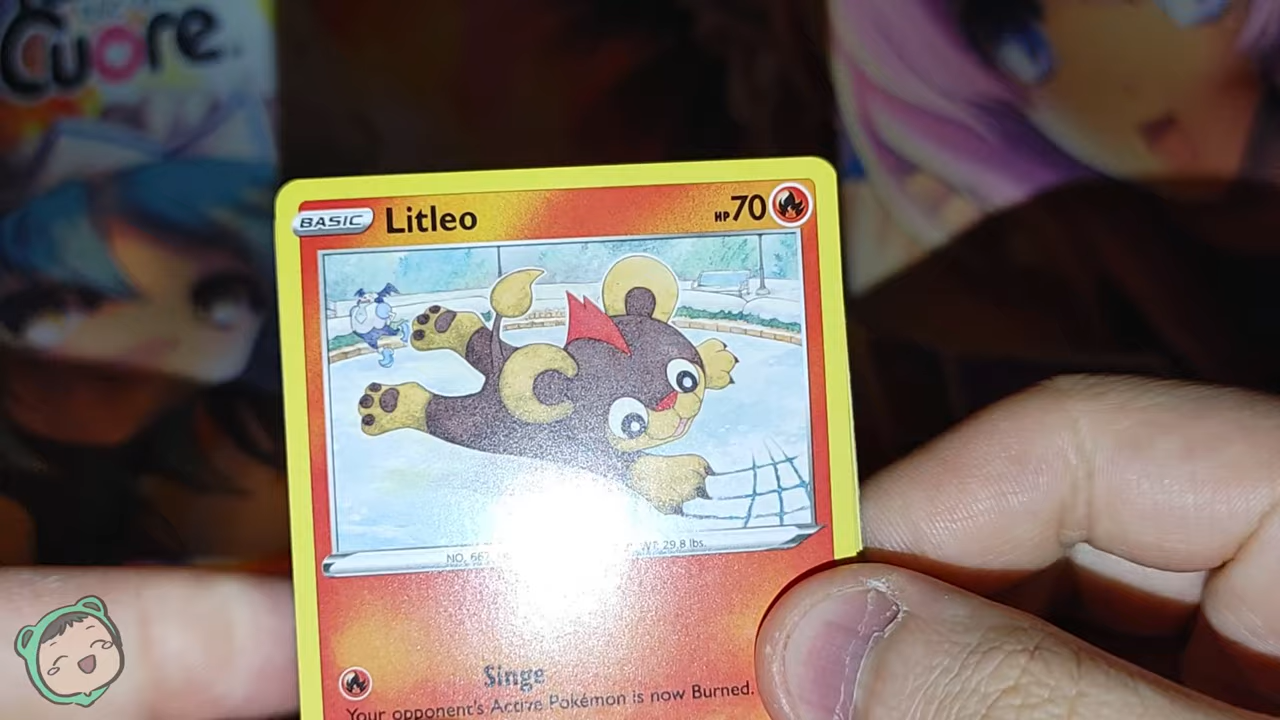 Cuore
BASIC Litleo HP 70
NO. 667 WT: 29.8 lbs.
Singe
Your opponent's Active Pokémon is now Burned.